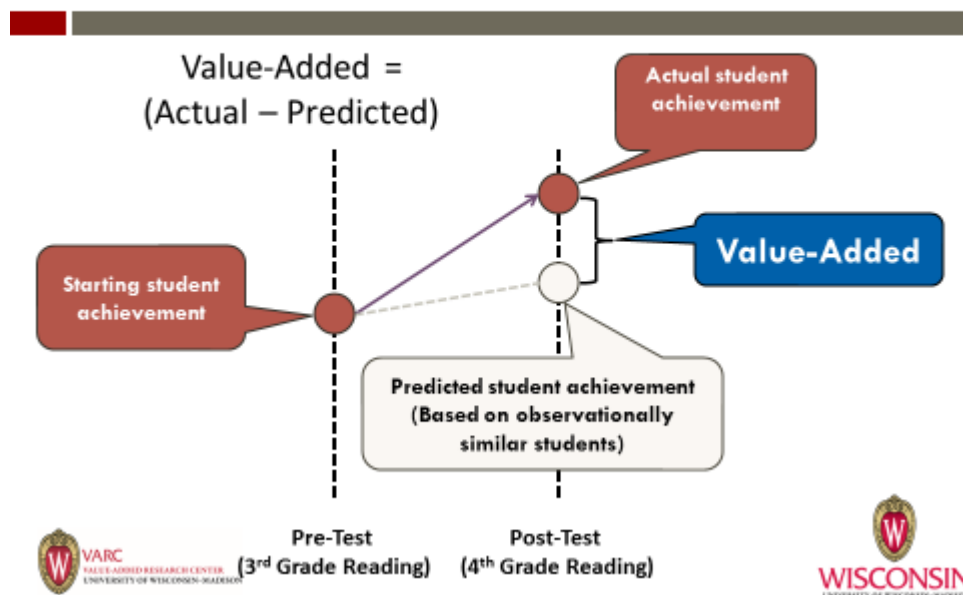 Value-Added =
(Actual – Predicted)
Actual student
achievement
Value-Added
Starting student
achievement
Predicted student achievement
(Based on observationally
similar students)
Pre-Test
(3rd Grade Reading)
Post-Test
(4th Grade Reading)
W
VARC
VALUE-ADDED RESEARCH CENTER
UNIVERSITY OF WISCONSIN-MADISON
W
WISCONSIN